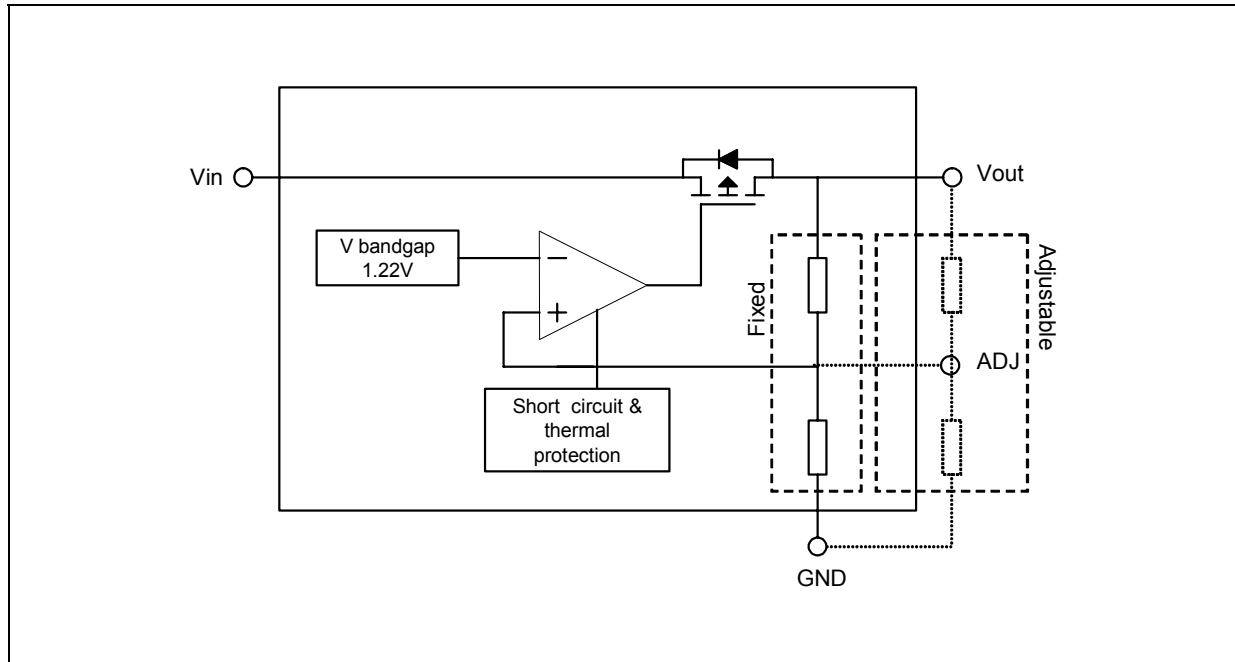 Vin
Vout
V bandgap
1.22V
−
+
Fixed
Adjustable
ADJ
Short circuit &
thermal
protection
GND